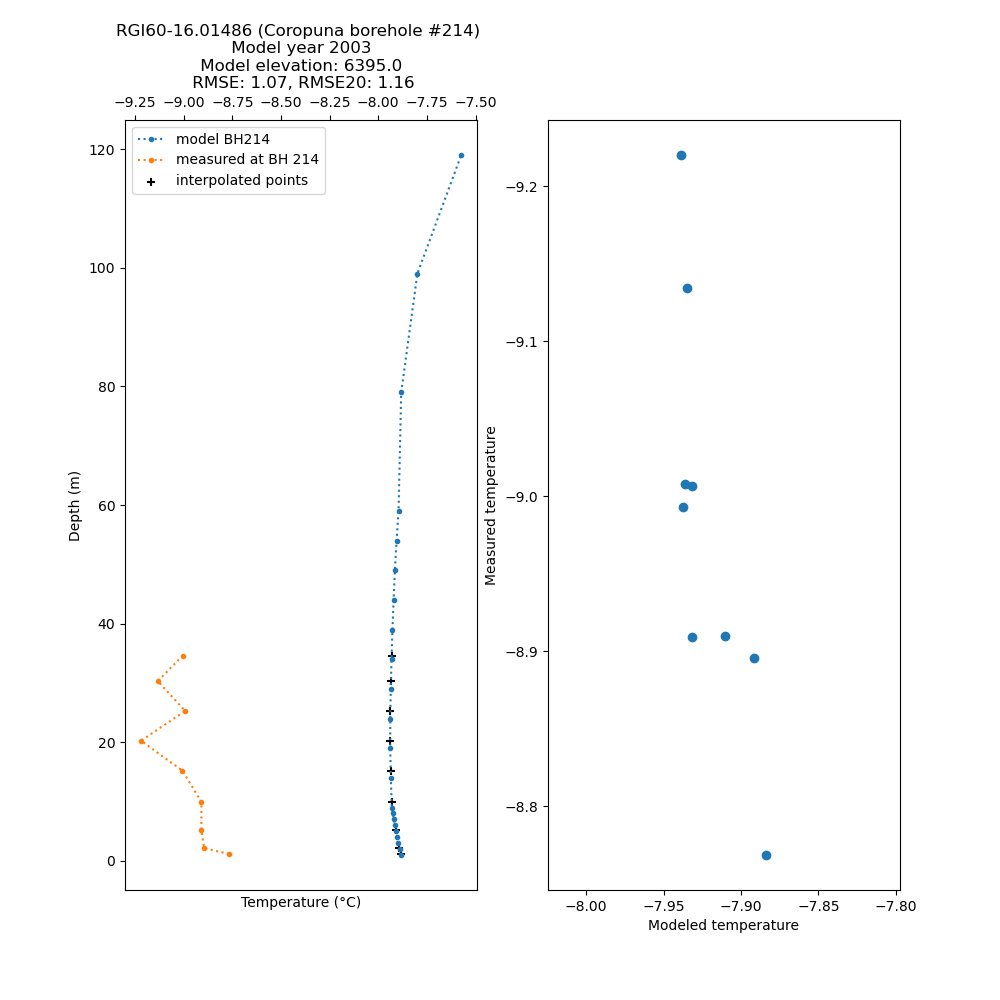 RGI60-16.01486 (Coropuna borehole #214)
Model year 2003
Model elevation: 6395.0
RMSE: 1.07, RMSE20: 1.16
−9.25 −9.00 −8.75 −8.50 −8.25 −8.00 −7.75 −7.50
model BH214
measured at BH 214
interpolated points
120
100
80
60
40
20
0
Depth (m)
Temperature (°C)
−9.2
−9.1
−9.0
−8.9
−8.8
Measured temperature
−8.00 −7.95 −7.90 −7.85 −7.80
Modeled temperature